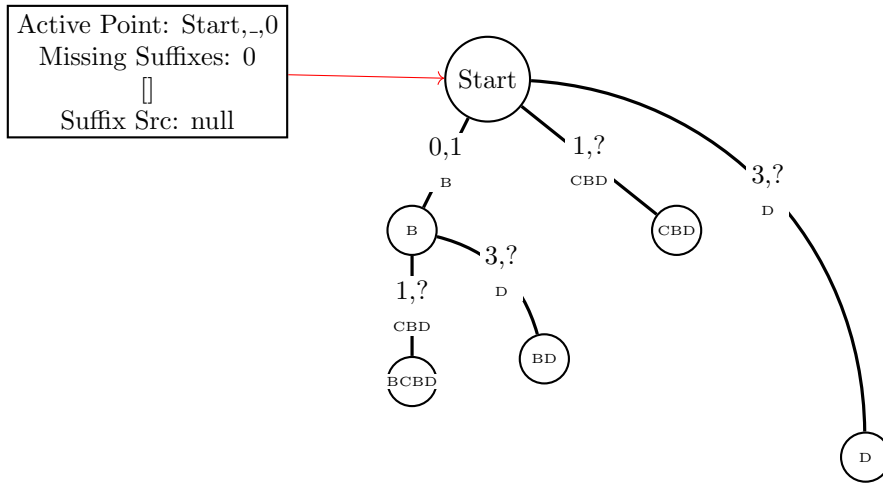 Active Point: Start,_,0
Missing Suffixes: 0
[]
Suffix Src: null
Start
0,1
B
1,?
CBD
3,?
D
B
CBD
3,?
D
1,?
CBD
BD
BCBD
D